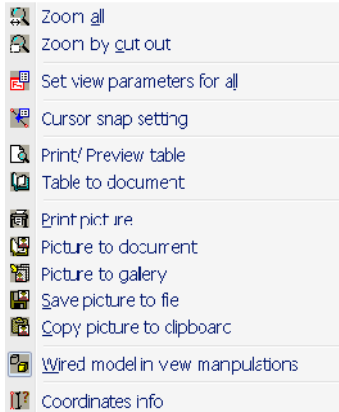 Zoom all
Zoom by cut out
Set view parameters for all
Cursor snap setting
Print/ Preview table
Table to document
Print picture
Picture to document
Picture to gallery
Save picture to file
Copy picture to clipboard
Wired model in view manipulations
Coordinates info